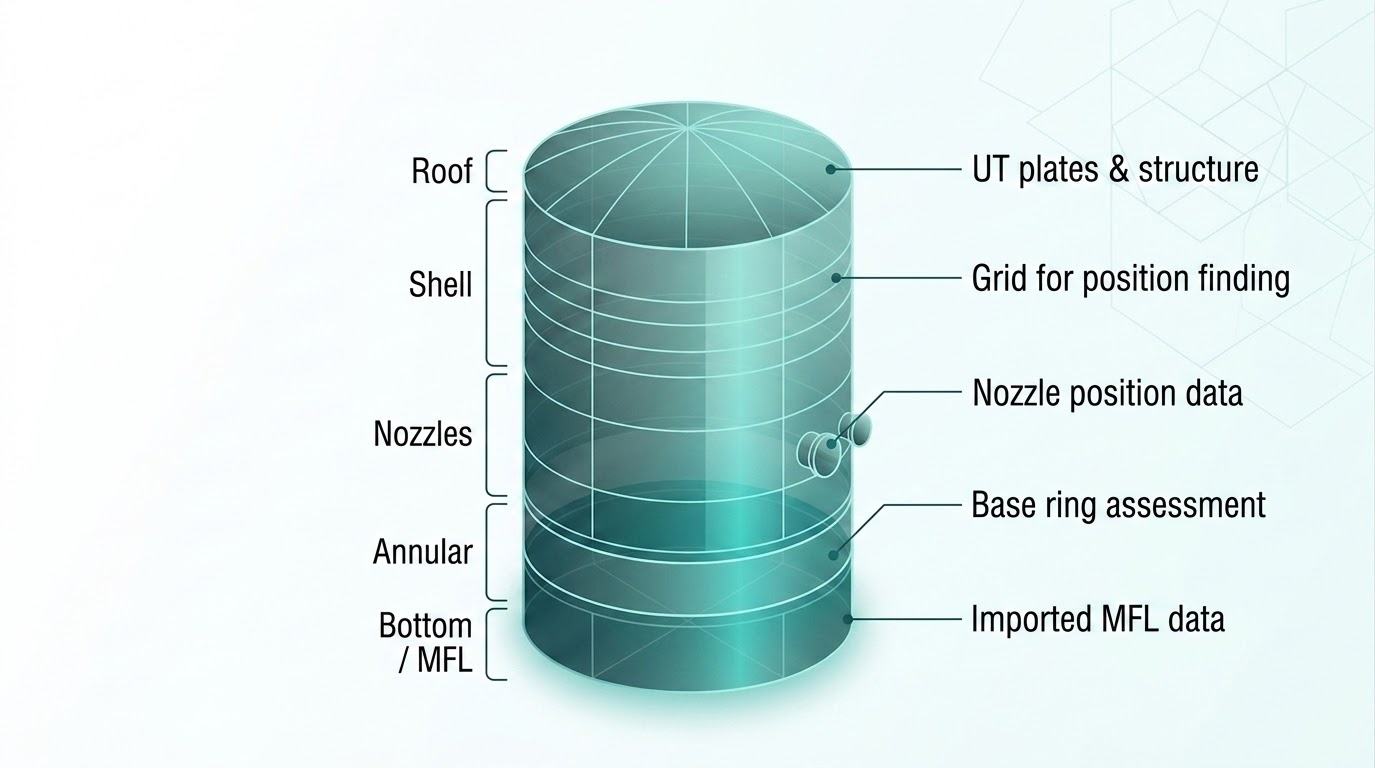 Roof
UT plates & structure
Shell
Grid for position finding
Nozzles
Nozzle position data
Annular
Base ring assessment
Bottom
/ MFL
Imported MFL data